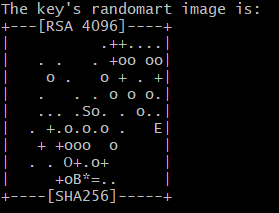 The key's randomart image is:
+---[RSA 4096]----+
|            .++....|
|    . .   . +oo oo|
|     o .   o + . +|
|    .   . . o o o.|
|    ... .So. . o..|
|   . +.o.o.o .   E|
|    + +ooo  o     |
|   . . O+.o+      |
|      +oB*=..     |
+----[SHA256]-----+